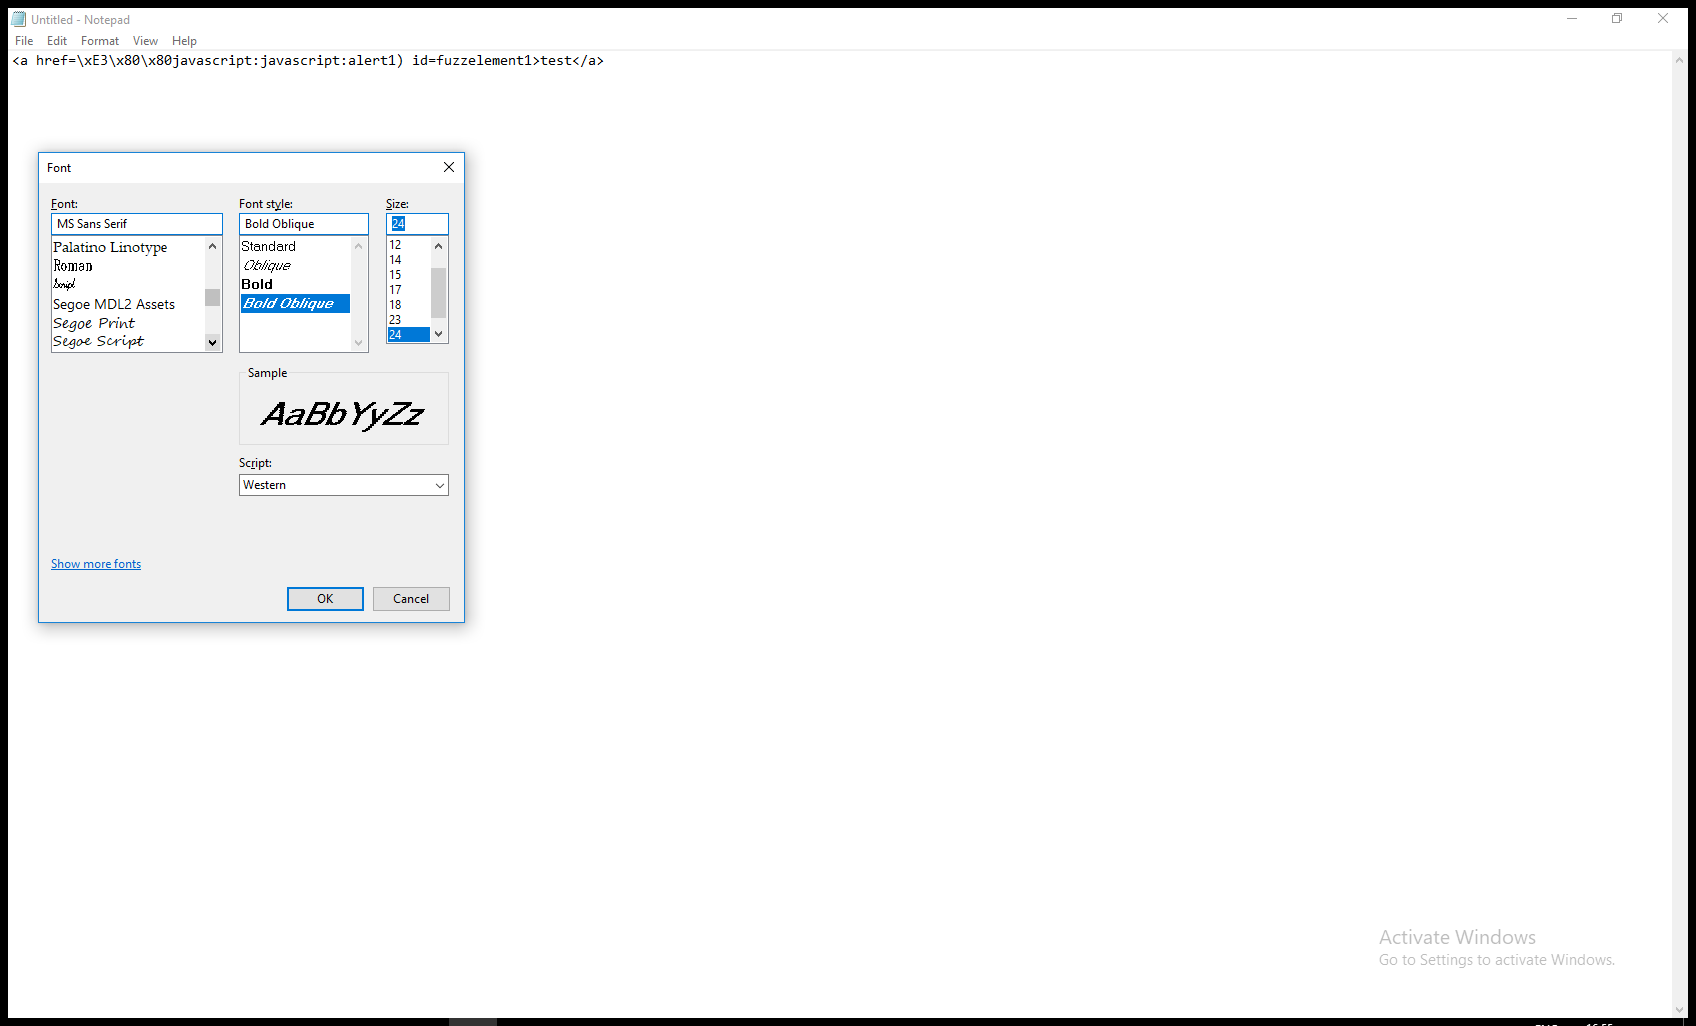 Untitled - Notepad
File Edit Format View Help
<a href=\xE3\x80\x80javascript:javascript:alert1) id=fuzzelement1>test</a>
Font
Font: Font style: Size:
MS Sans Serif Bold Oblique 24
Palatino Linotype
Roman
Script
Segoe MDL2 Assets
Segoe Print
Segoe Script
Standard
Oblique
Bold
Bold Oblique
12
14
15
17
18
23
24
Sample
AaBbYyZz
Script:
Western
Show more fonts
OK Cancel
Activate Windows
Go to Settings to activate Windows.